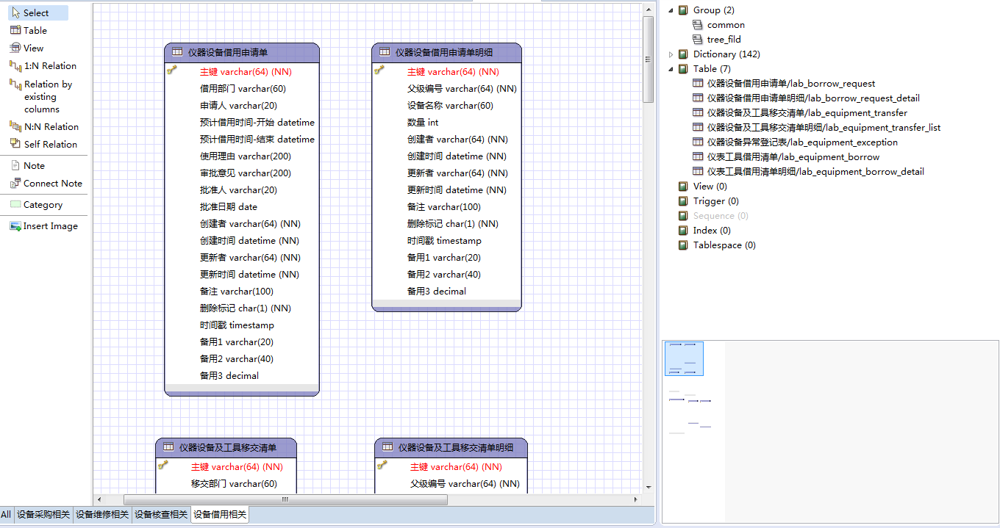 Select
Table
View
1:N Relation
Relation by
existing
columns
N:N Relation
Self Relation
Note
Connect Note
Category
Insert Image
仪器设备借用申请单
主键 varchar(64) (NN)
借用部门 varchar(60)
申请人 varchar(20)
预计借用时间-开始 datetime
预计借用时间-结束 datetime
使用理由 varchar(200)
审批意见 varchar(200)
批准人 varchar(20)
批准日期 date
创建者 varchar(64) (NN)
创建时间 datetime (NN)
更新者 varchar(64) (NN)
更新时间 datetime (NN)
备注 varchar(100)
删除标记 char(1) (NN)
时间戳 timestamp
备用1 varchar(20)
备用2 varchar(40)
备用3 decimal
仪器设备借用申请单明细
主键 varchar(64) (NN)
父级编号 varchar(64) (NN)
设备名称 varchar(60)
数量 int
创建者 varchar(64) (NN)
创建时间 datetime (NN)
更新者 varchar(64) (NN)
更新时间 datetime (NN)
备注 varchar(100)
删除标记 char(1) (NN)
时间戳 timestamp
备用1 varchar(20)
备用2 varchar(40)
备用3 decimal
仪器设备及工具移交清单
主键 varchar(64) (NN)
移交部门 varchar(60)
仪器设备及工具移交清单明细
主键 varchar(64) (NN)
父级编号 varchar(64) (NN)
All
设备采购相关
设备维修相关
设备核查相关
设备借用相关
Group (2)
common
tree_fild
Dictionary (142)
Table (7)
仪器设备借用申请单/lab_borrow_request
仪器设备借用申请单明细/lab_borrow_request_detail
仪器设备及工具移交清单/lab_equipment_transfer
仪器设备及工具移交清单明细/lab_equipment_transfer_list
仪器设备异常登记表/lab_equipment_exception
仪表工具借用清单/lab_equipment_borrow
仪表工具借用清单明细/lab_equipment_borrow_detail
View (0)
Trigger (0)
Sequence (0)
Index (0)
Tablespace (0)